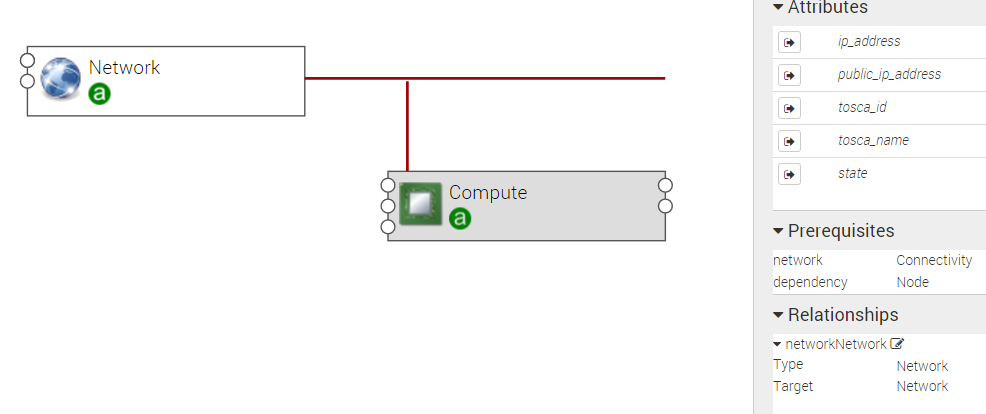 Network
a
Compute
a
Attributes
ip_address
public_ip_address
tosca_id
tosca_name
state
Prerequisites
network Connectivity
dependency Node
Relationships
networkNetwork
Type Network
Target Network